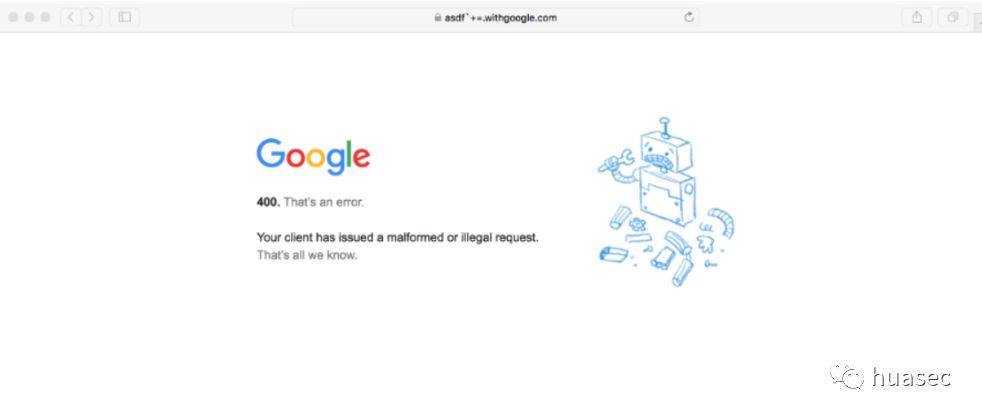 asdf`+=.withgoogle.com
Google
400. That's an error.
Your client has issued a malformed or illegal request.
That's all we know.
huasec